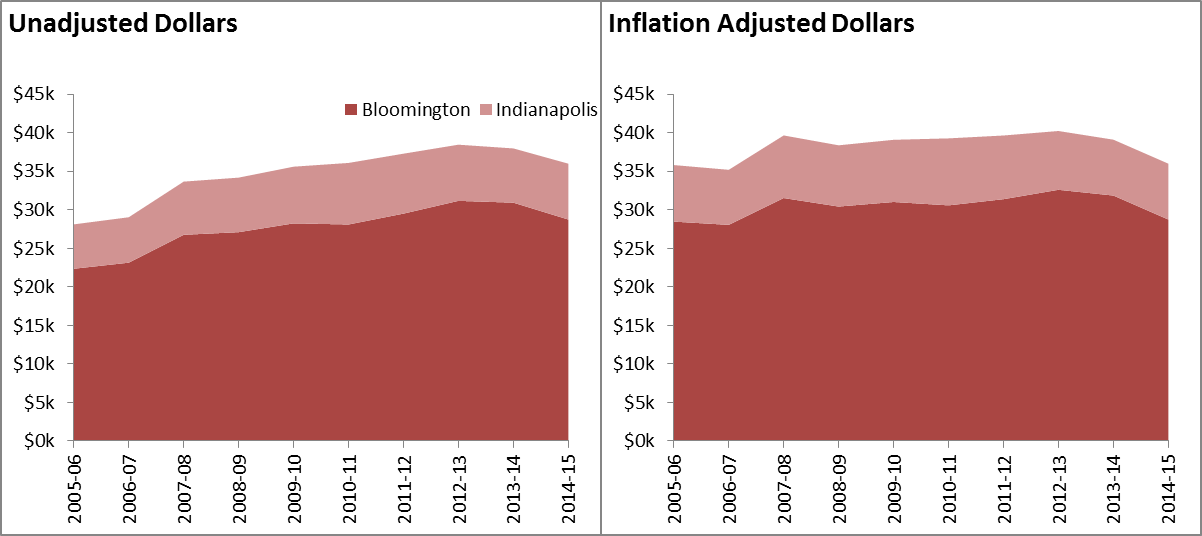 Unadjusted Dollars
$45k
$40k
$35k
$30k
$25k
$20k
$15k
$10k
$5k
$0k
Bloomington Indianapolis
2005-06
2006-07
2007-08
2008-09
2009-10
2010-11
2011-12
2012-13
2013-14
2014-15
Inflation Adjusted Dollars
$45k
$40k
$35k
$30k
$25k
$20k
$15k
$10k
$5k
$0k
2005-06
2006-07
2007-08
2008-09
2009-10
2010-11
2011-12
2012-13
2013-14
2014-15